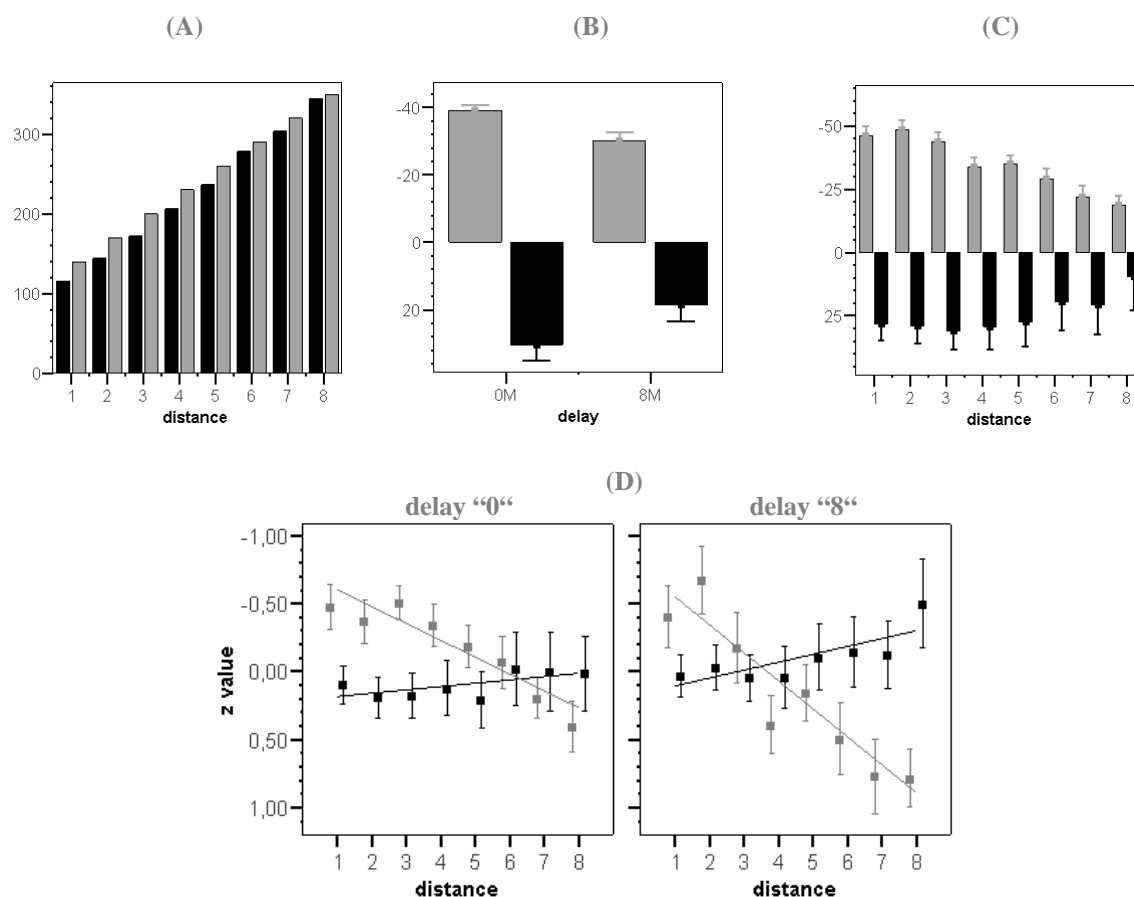 (A)
(B)
(C)
300
200
100
0
1 2 3 4 5 6 7 8
distance
-40
-20
0
20
0M 8M
delay
-50
-25
0
25
1 2 3 4 5 6 7 8
distance
(D)
delay “0“
delay “8“
-1,00
-0,50
0,00
0,50
1,00
z value
1 2 3 4 5 6 7 8
distance
1 2 3 4 5 6 7 8
distance